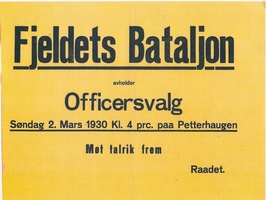 Fjeldets Bataljon
avholder
Officersvalg
Søndag 2. Mars 1930 Kl. 4 prc. paa Petterhaugen
Møt talrik frem
Raadet.